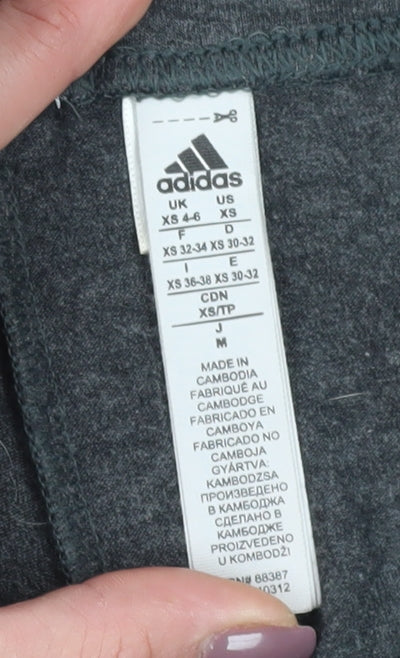 adidas
UK US
XS 4-6 XS
F D
XS 32-34 XS 30-32
I E
XS 36-38 XS 30-32
CDN
XS/TP
J
M
MADE IN
CAMBODIA
FABRIQUÉ AU
CAMBODGE
FABRICADO EN
CAMBOYA
FABRICADO NO
CAMBOJA
GYÁRTVA:
KAMBODZSA
ПРОИЗВЕДЕНО
В КАМБОДЖА
СДЕЛАНО В
КАМБОДЖЕ
PROIZVEDENO
U KOMBODŽI
88387